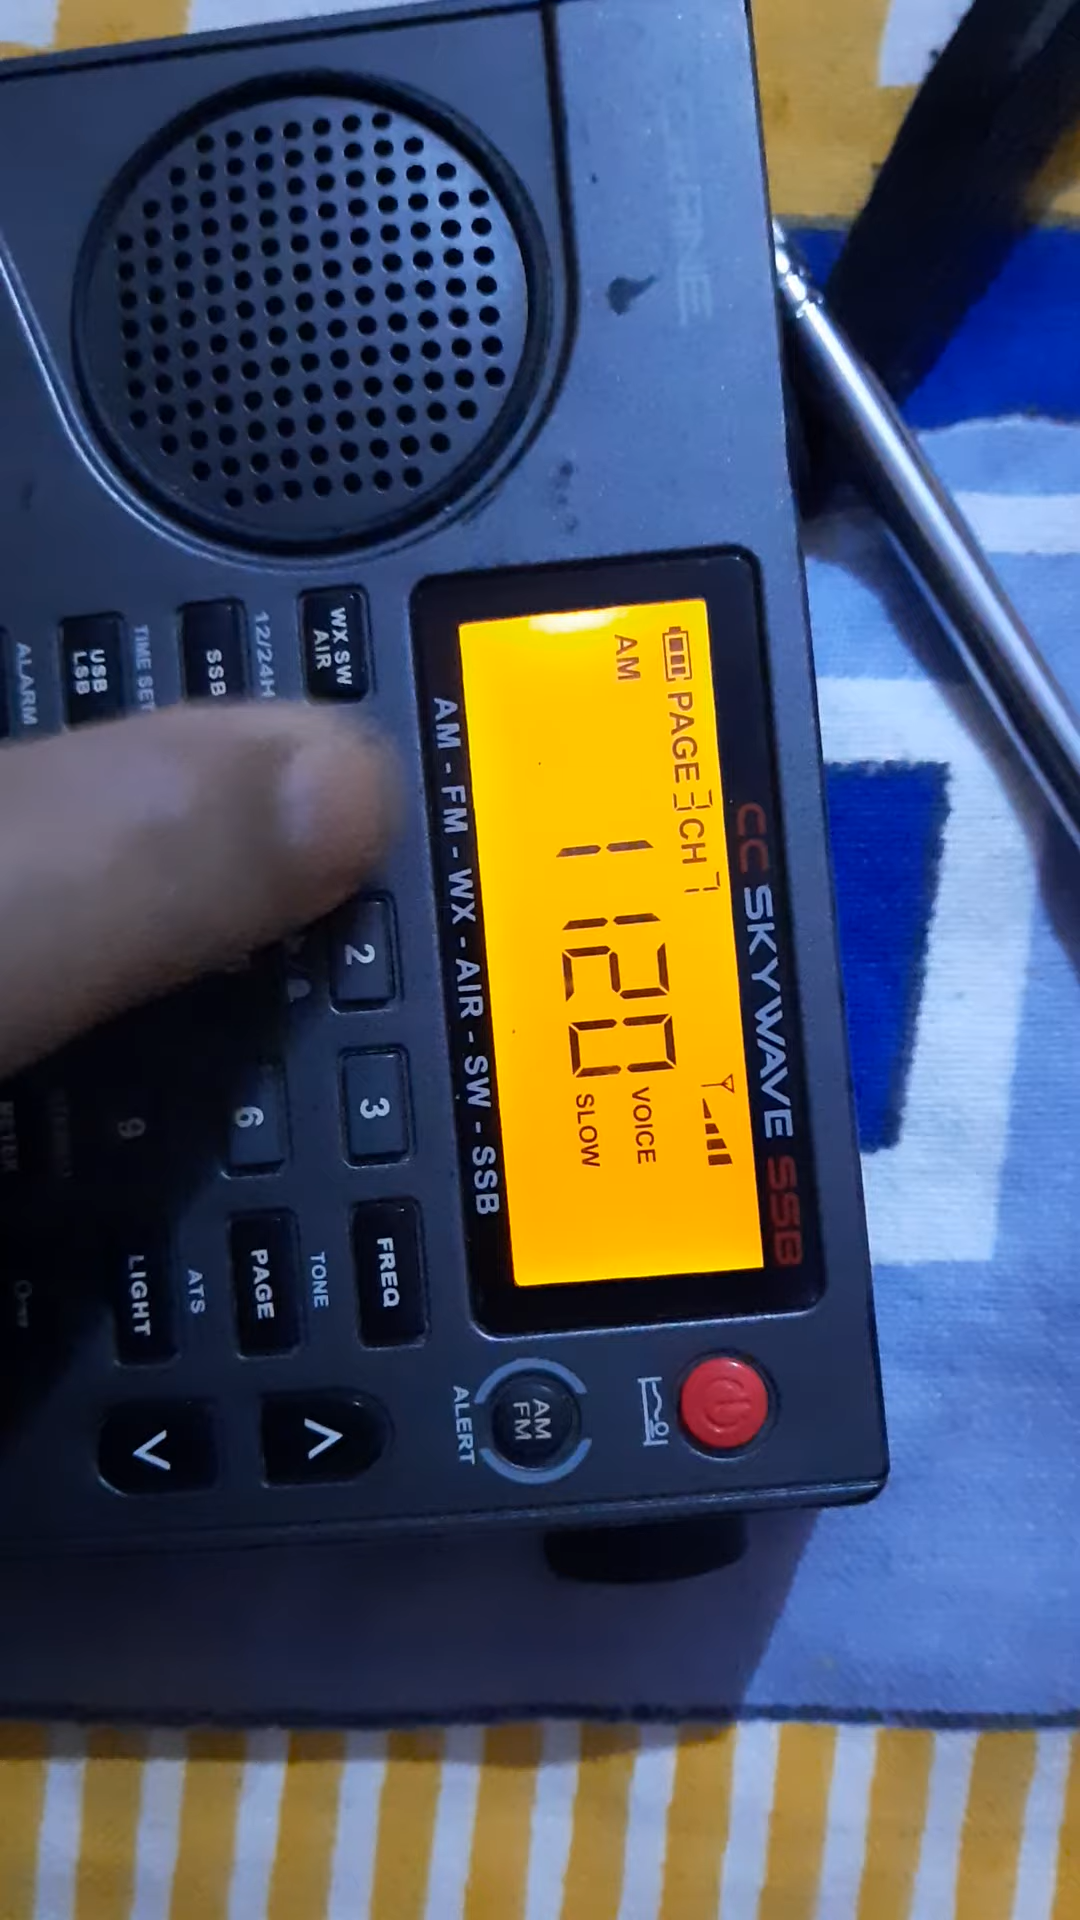 CRANE
CC SKYWAVE SSB
PAGE 3 CH 7
AM
1120
VOICE
SLOW
AM - FM - WX - AIR - SW - SSB
WX SW
AIR
12/24H
SSB
TIME SET
USB
LSB
ALARM
2
3
FREQ
6
TONE
PAGE
9
ATS
LIGHT
AM
FM
ALERT